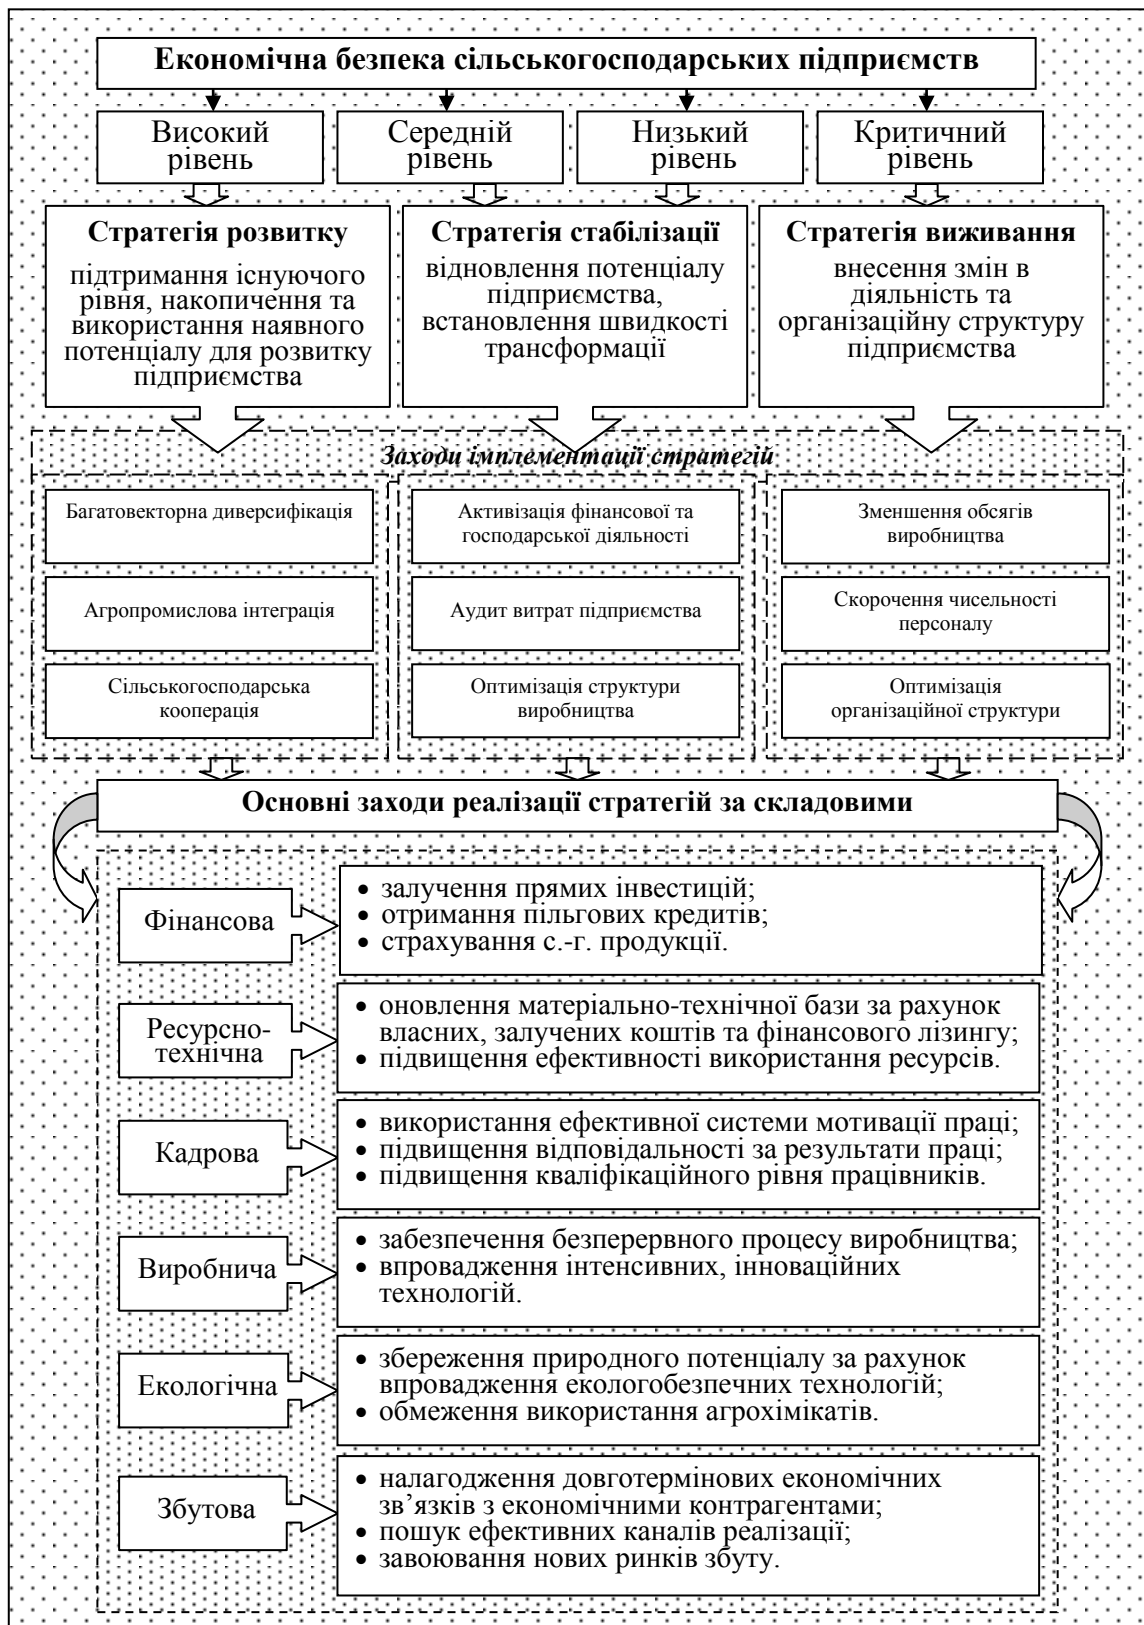 Економічна безпека сільськогосподарських підприємств
Високий
рівень
Середній
рівень
Низький
рівень
Критичний
рівень
Стратегія розвитку
підтримання існуючого
рівня, накопичення та
використання наявного
потенціалу для розвитку
підприємства
Стратегія стабілізації
відновлення потенціалу
підприємства,
встановлення швидкості
трансформації
Стратегія виживання
внесення змін в
діяльність та
організаційну структуру
підприємства
Заходи імплементації стратегій
Багатовекторна диверсифікація
Агропромислова інтеграція
Сільськогосподарська
кооперація
Активізація фінансової та
господарської діяльності
Аудит витрат підприємства
Оптимізація структури
виробництва
Зменшення обсягів
виробництва
Скорочення чисельності
персоналу
Оптимізація
організаційної структури
Основні заходи реалізації стратегій за складовими
Фінансова
• залучення прямих інвестицій;
• отримання пільгових кредитів;
• страхування с.-г. продукції.
Ресурсно-
технічна
• оновлення матеріально-технічної бази за рахунок
власних, залучених коштів та фінансового лізингу;
• підвищення ефективності використання ресурсів.
Кадрова
• використання ефективної системи мотивації праці;
• підвищення відповідальності за результати праці;
• підвищення кваліфікаційного рівня працівників.
Виробнича
• забезпечення безперервного процесу виробництва;
• впровадження інтенсивних, інноваційних
технологій.
Екологічна
• збереження природного потенціалу за рахунок
впровадження екологобезпечних технологій;
• обмеження використання агрохімікатів.
Збутова
• налагодження довготермінових економічних
зв’язків з економічними контрагентами;
• пошук ефективних каналів реалізації;
• завоювання нових ринків збуту.